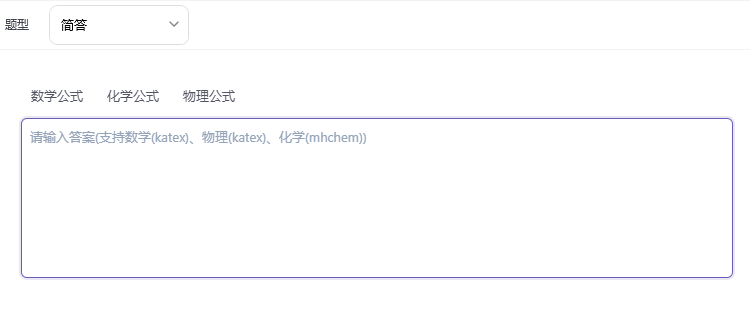 题型 简答
数学公式 化学公式 物理公式
请输入答案(支持数学(katex)、物理(katex)、化学(mhchem))